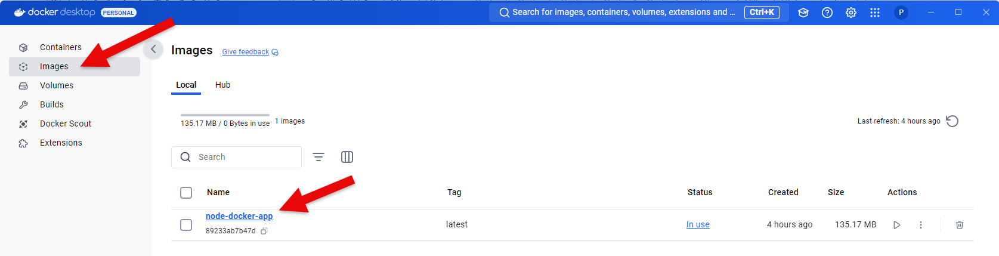 docker desktop PERSONAL
Search for images, containers, volumes, extensions and ... Ctrl+K
P
Containers
Images
Volumes
Builds
Docker Scout
Extensions
Images Give feedback
Local Hub
135.17 MB / 0 Bytes in use 1 images
Last refresh: 4 hours ago
Search
Name Tag Status Created Size Actions
node-docker-app
89233ab7b47d
latest In use 4 hours ago 135.17 MB